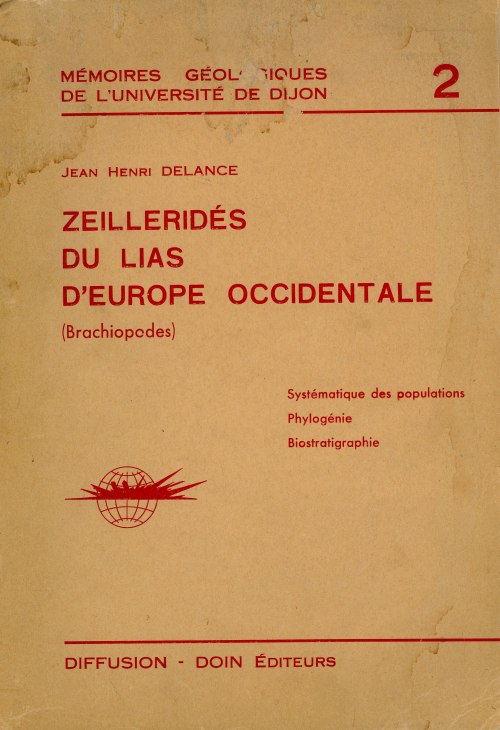 MÉMOIRES GÉOLOGIQUES
DE L'UNIVERSITÉ DE DIJON
2
JEAN HENRI DELANCE
ZEILLERIDÉS
DU LIAS
D'EUROPE OCCIDENTALE
(Brachiopodes)
Systématique des populations
Phylogénie
Biostratigraphie
DIFFUSION - DOIN ÉDITEURS